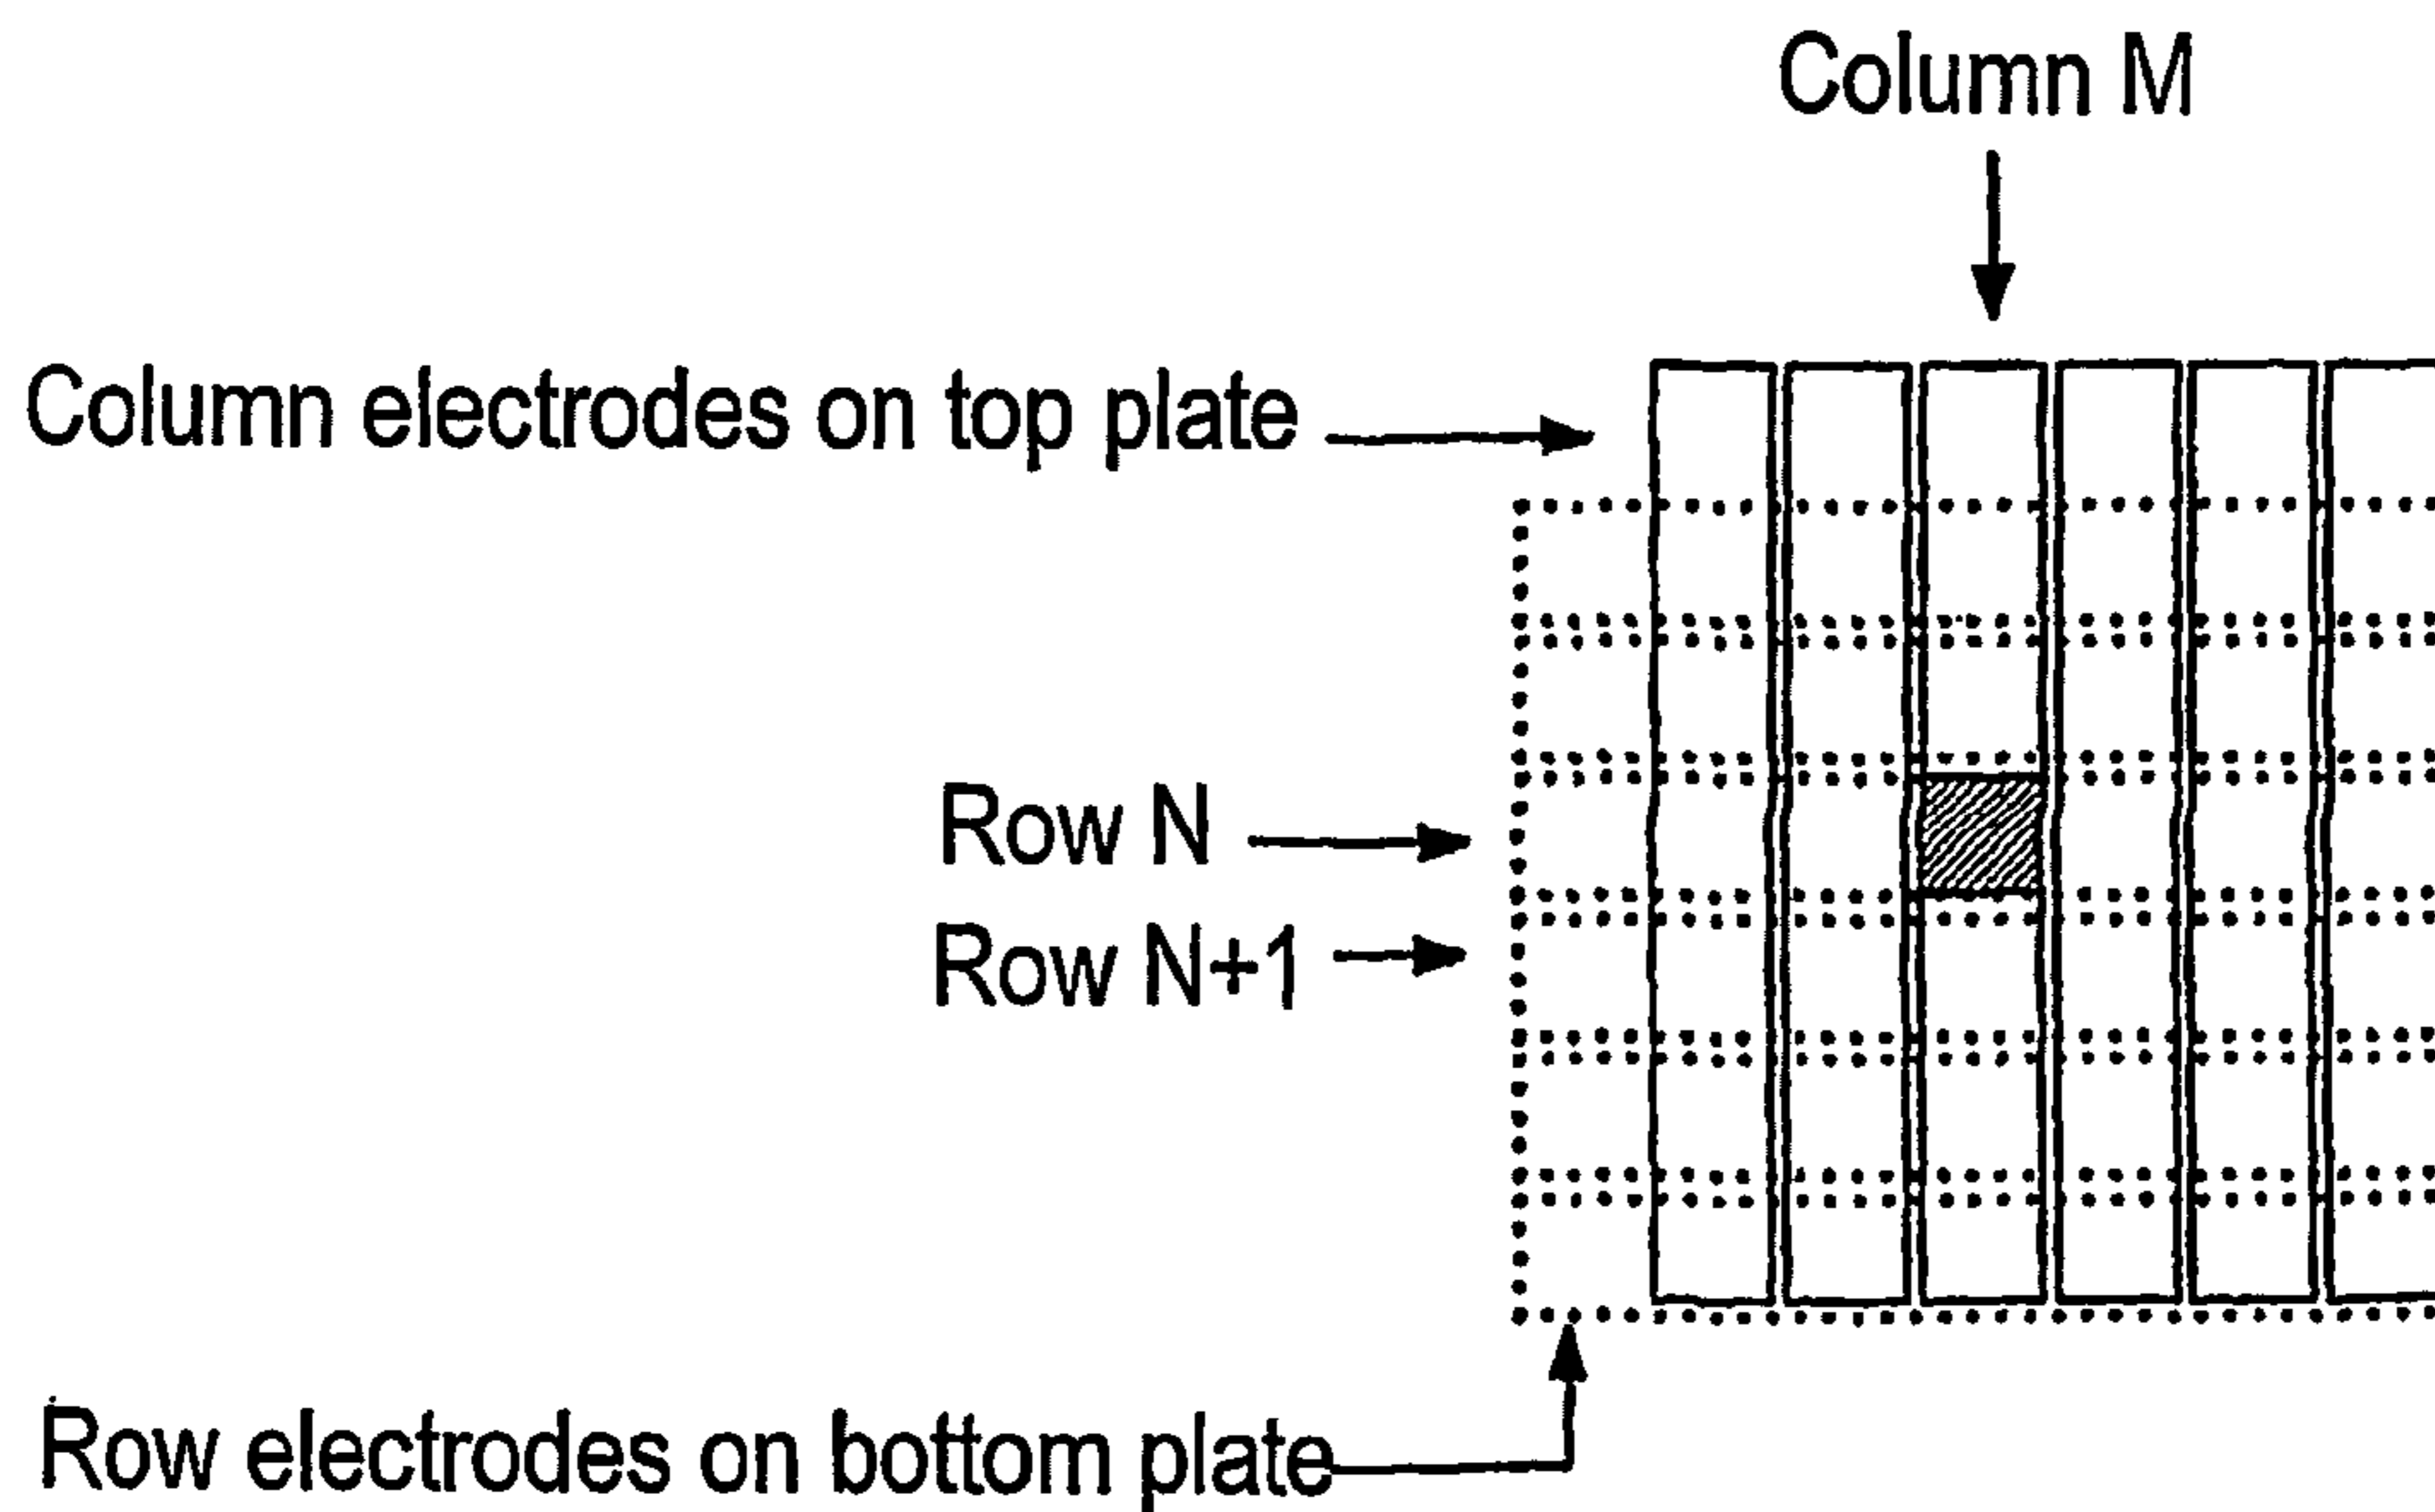 Column M
Column electrodes on top plate
Row N
Row N+1
Row electrodes on bottom plate